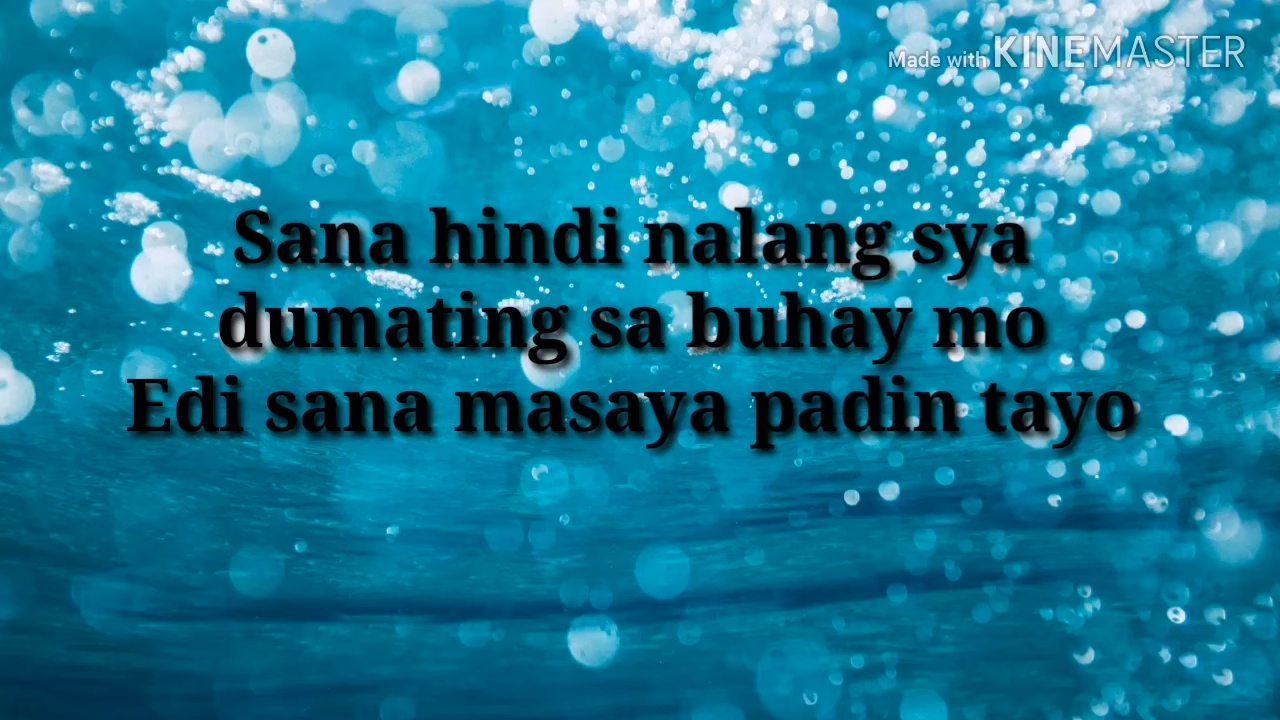 Made with KINEMASTER
Sana hindi nalang sya
dumating sa buhay mo
Edi sana masaya padin tayo